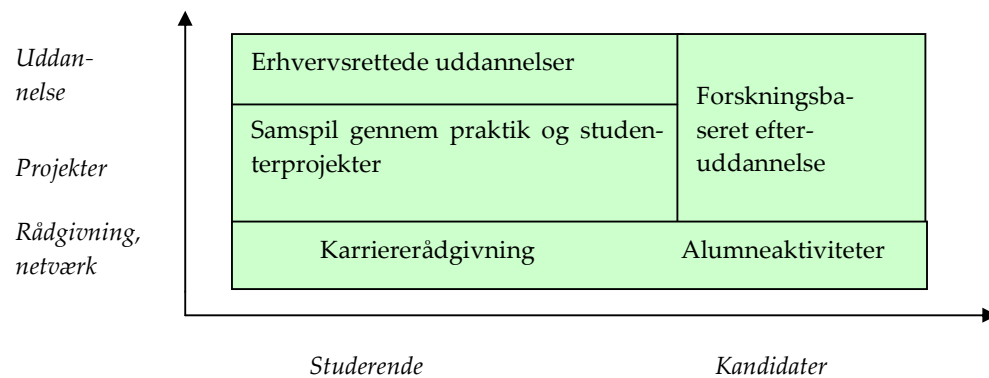 Uddan-
nelse
Projekter
Rådgivning,
netværk
Erhvervsrettede uddannelser
Samspil gennem praktik og studen-
terprojekter
Forskningsba-
seret efter-
uddannelse
Karriererådgivning
Alumneaktiviteter
Studerende
Kandidater